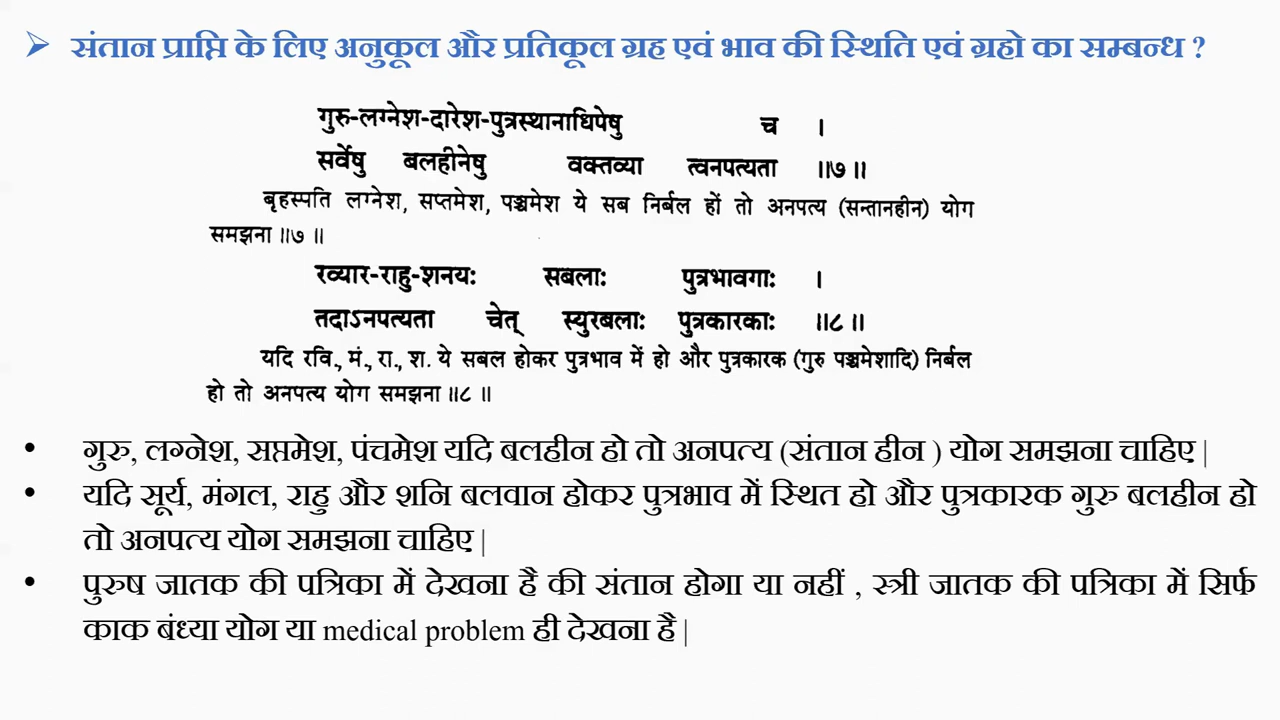 ➢ संतान प्राप्ति के लिए अनुकूल और प्रतिकूल ग्रह एवं भाव की स्थिति एवं ग्रहो का सम्बन्ध ?
गुरु-लग्नेश-दारेश-पुत्रस्थानाधिपेषु च ।
सर्वेषु बलहीनेषु वक्तव्या त्वनपत्यता ॥७॥
बृहस्पति लग्नेश, सप्तमेश, पञ्चमेश ये सब निर्बल हों तो अनपत्य (सन्तानहीन) योग
समझना ॥७॥
रव्यार-राहु-शनयः सबलाः पुत्रभावगाः ।
तदाऽनपत्यता चेत् स्युरबलाः पुत्रकारकाः ॥८॥
यदि रवि., मं., रा., श. ये सबल होकर पुत्रभाव में हो और पुत्रकारक (गुरु पञ्चमेशादि) निर्बल
हो तो अनपत्य योग समझना ॥८॥
• गुरु, लग्नेश, सप्तमेश, पंचमेश यदि बलहीन हो तो अनपत्य (संतान हीन ) योग समझना चाहिए |
• यदि सूर्य, मंगल, राहु और शनि बलवान होकर पुत्रभाव में स्थित हो और पुत्रकारक गुरु बलहीन हो
तो अनपत्य योग समझना चाहिए |
• पुरुष जातक की पत्रिका में देखना है की संतान होगा या नहीं , स्त्री जातक की पत्रिका में सिर्फ
काक बंध्या योग या medical problem ही देखना है |